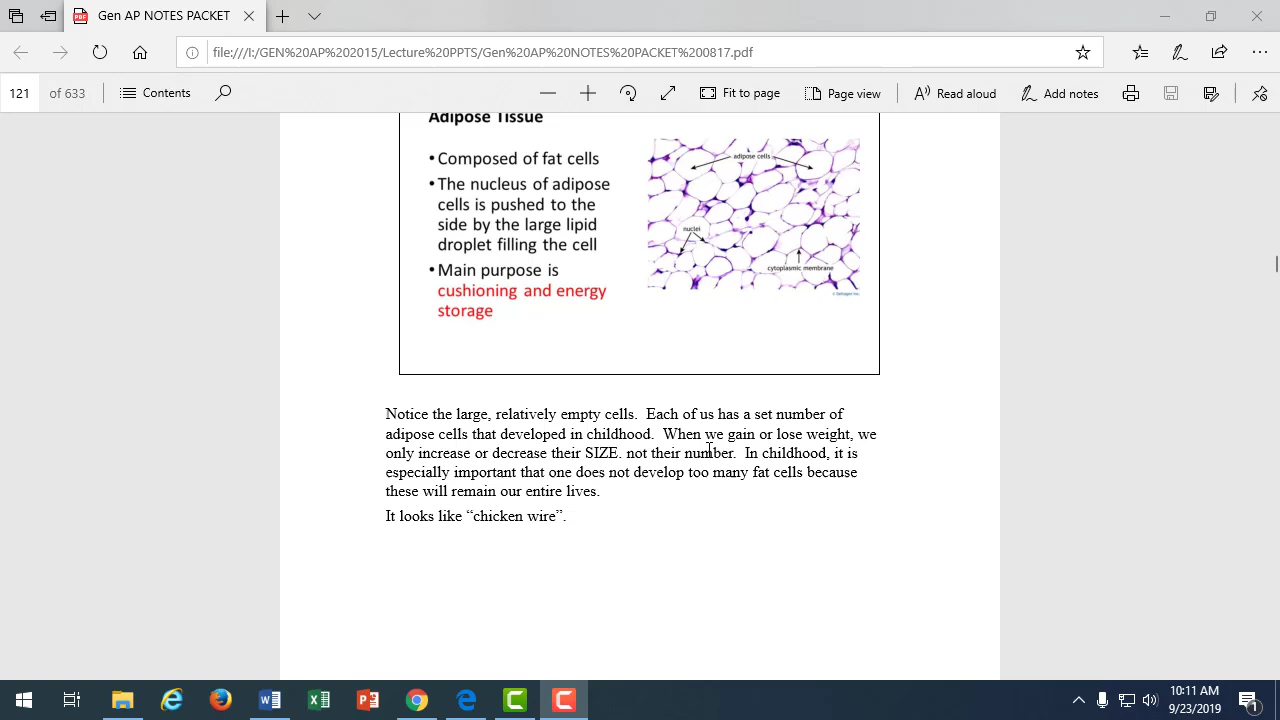 Gen AP NOTES PACKET
file:///I:/GEN%20AP%202015/Lecture%20PPTS/Gen%20AP%20NOTES%20PACKET%200817.pdf
121 of 633 Contents Fit to page Page view Read aloud Add notes
Adipose Tissue
• Composed of fat cells
• The nucleus of adipose
cells is pushed to the
side by the large lipid
droplet filling the cell
• Main purpose is
cushioning and energy
storage
adipose cells
nuclei
cytoplasmic membrane
Notice the large, relatively empty cells. Each of us has a set number of
adipose cells that developed in childhood. When we gain or lose weight, we
only increase or decrease their SIZE. not their number. In childhood, it is
especially important that one does not develop too many fat cells because
these will remain our entire lives.
It looks like “chicken wire”.
10:11 AM
9/23/2019
1